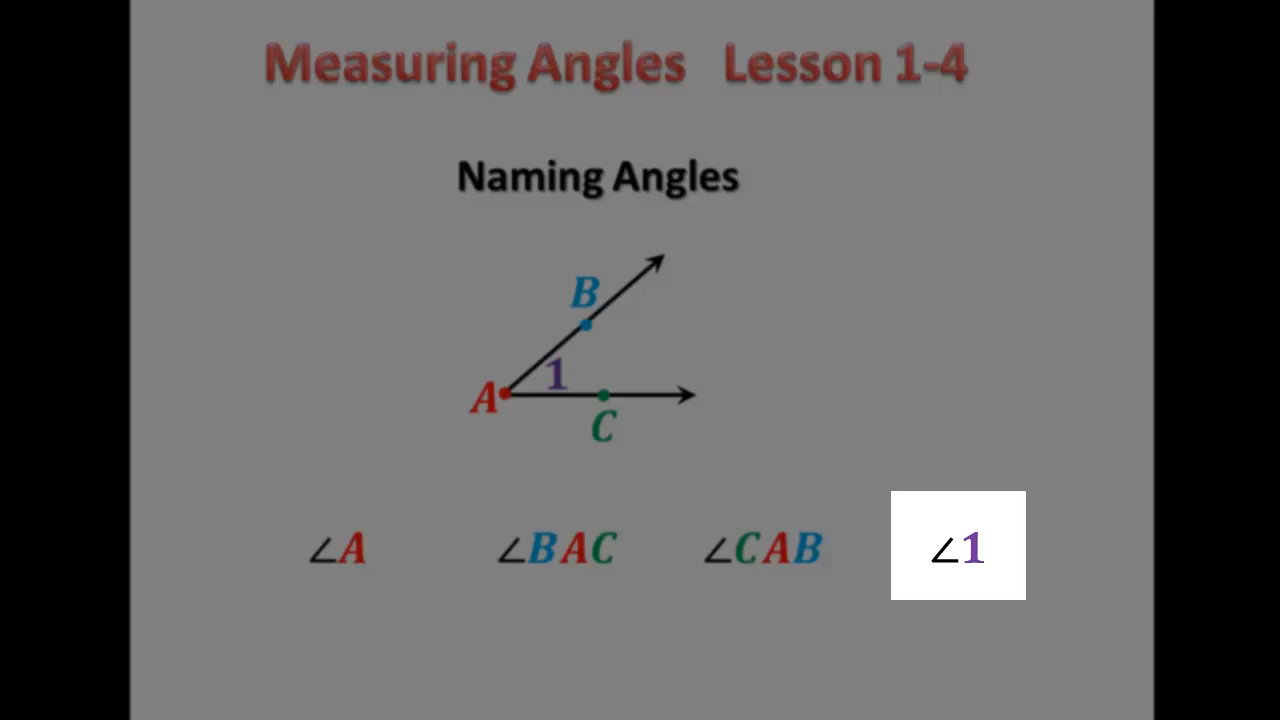 Measuring Angles Lesson 1-4
Naming Angles
B
1
A
C
∠A ∠BAC ∠CAB ∠1